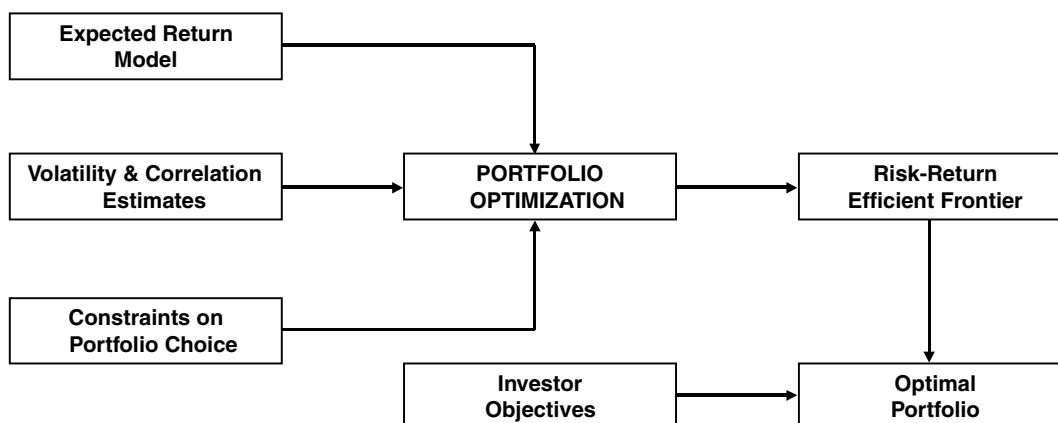 Expected Return
Model
Volatility & Correlation
Estimates
PORTFOLIO
OPTIMIZATION
Risk-Return
Efficient Frontier
Constraints on
Portfolio Choice
Investor
Objectives
Optimal
Portfolio